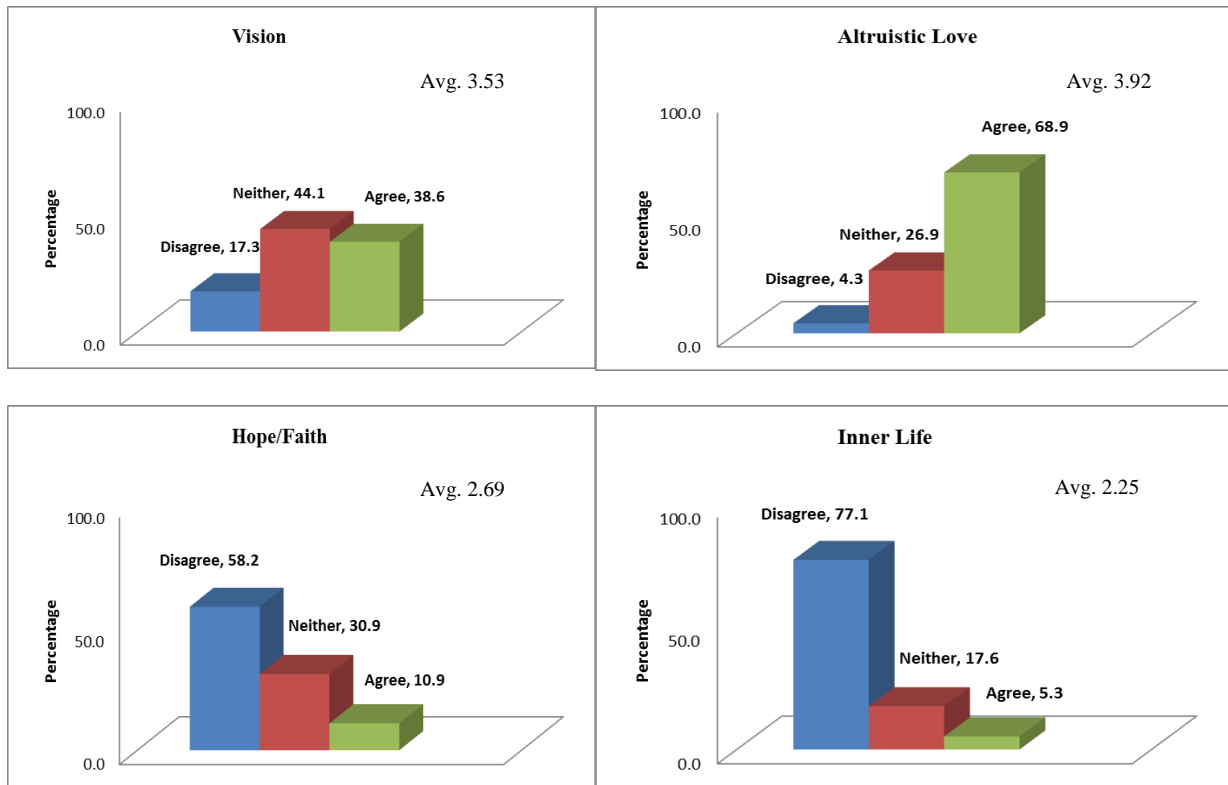 Vision
Avg. 3.53
100.0
50.0
0.0
Percentage
Disagree, 17.3
Neither, 44.1
Agree, 38.6
Altruistic Love
Avg. 3.92
100.0
50.0
0.0
Percentage
Disagree, 4.3
Neither, 26.9
Agree, 68.9
Hope/Faith
Avg. 2.69
100.0
50.0
0.0
Percentage
Disagree, 58.2
Neither, 30.9
Agree, 10.9
Inner Life
Avg. 2.25
100.0
50.0
0.0
Percentage
Disagree, 77.1
Neither, 17.6
Agree, 5.3